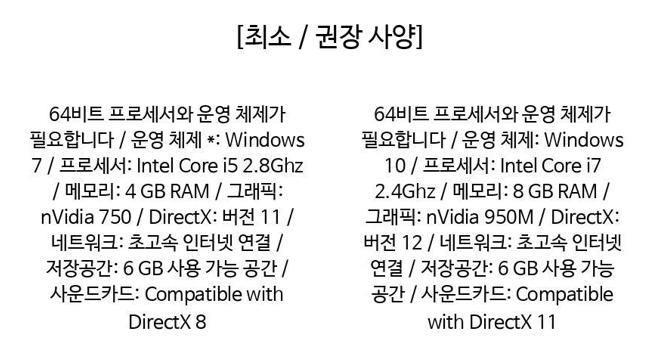 [최소 / 권장 사양]
64비트 프로세서와 운영 체제가
필요합니다 / 운영 체제 *: Windows
7 / 프로세서: Intel Core i5 2.8Ghz
/ 메모리: 4 GB RAM / 그래픽:
nVidia 750 / DirectX: 버전 11 /
네트워크: 초고속 인터넷 연결 /
저장공간: 6 GB 사용 가능 공간 /
사운드카드: Compatible with
DirectX 8
64비트 프로세서와 운영 체제가
필요합니다 / 운영 체제: Windows
10 / 프로세서: Intel Core i7
2.4Ghz / 메모리: 8 GB RAM /
그래픽: nVidia 950M / DirectX:
버전 12 / 네트워크: 초고속 인터넷
연결 / 저장공간: 6 GB 사용 가능
공간 / 사운드카드: Compatible
with DirectX 11